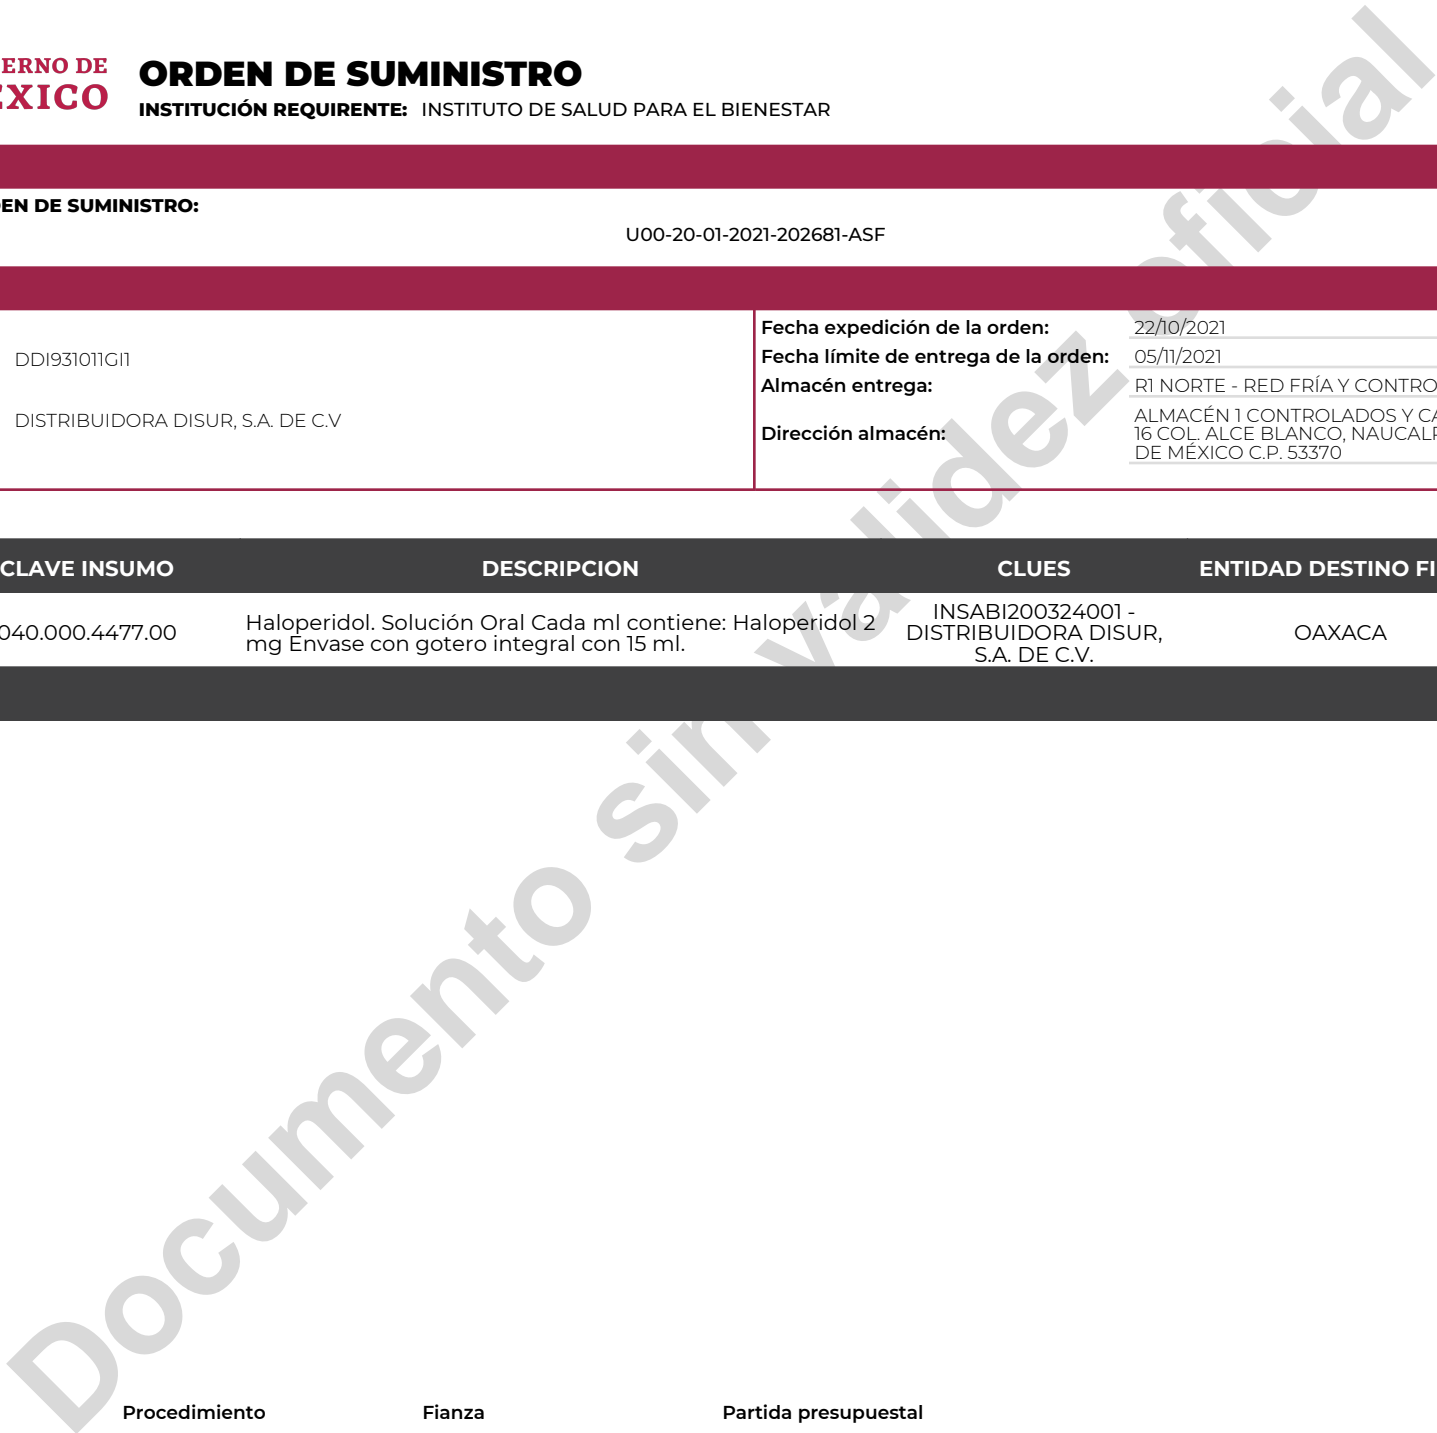 ERNO DE
ÉXICO
ORDEN DE SUMINISTRO
INSTITUCIÓN REQUIRENTE: INSTITUTO DE SALUD PARA EL BIENESTAR
EN DE SUMINISTRO:
U00-20-01-2021-202681-ASF
DDI931011GI1
DISTRIBUIDORA DISUR, S.A. DE C.V
Fecha expedición de la orden: 22/10/2021
Fecha límite de entrega de la orden: 05/11/2021
Almacén entrega: R1 NORTE - RED FRÍA Y CONTRO
Dirección almacén: ALMACÉN 1 CONTROLADOS Y CA
16 COL. ALCE BLANCO, NAUCALP
DE MÉXICO C.P. 53370
CLAVE INSUMO DESCRIPCION CLUES ENTIDAD DESTINO FI
040.000.4477.00
Haloperidol. Solución Oral Cada ml contiene: Haloperidol 2
mg Envase con gotero integral con 15 ml.
INSABI200324001 -
DISTRIBUIDORA DISUR,
S.A. DE C.V.
OAXACA
Documento sin validez oficial
Procedimiento Fianza Partida presupuestal